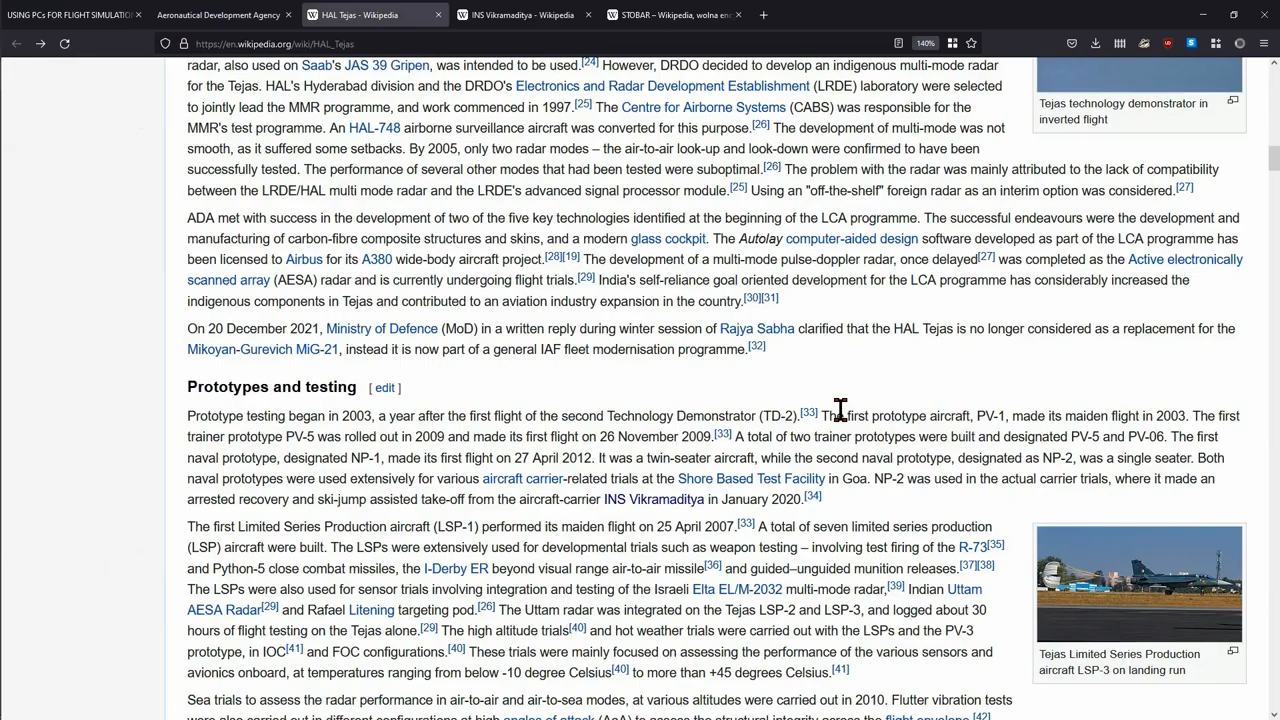 USING PCs FOR FLIGHT SIMULATIO
Aeronautical Development Agency
HAL Tejas - Wikipedia
INS Vikramaditya - Wikipedia
STOBAR – Wikipedia, wolna enc
https://en.wikipedia.org/wiki/HAL_Tejas
140%
radar, also used on Saab's JAS 39 Gripen, was intended to be used.[24] However, DRDO decided to develop an indigenous multi-mode radar
for the Tejas. HAL's Hyderabad division and the DRDO's Electronics and Radar Development Establishment (LRDE) laboratory were selected
to jointly lead the MMR programme, and work commenced in 1997.[25] The Centre for Airborne Systems (CABS) was responsible for the
MMR's test programme. An HAL-748 airborne surveillance aircraft was converted for this purpose.[26] The development of multi-mode was not
smooth, as it suffered some setbacks. By 2005, only two radar modes – the air-to-air look-up and look-down were confirmed to have been
successfully tested. The performance of several other modes that had been tested were suboptimal.[26] The problem with the radar was mainly attributed to the lack of compatibility
between the LRDE/HAL multi mode radar and the LRDE's advanced signal processor module.[25] Using an "off-the-shelf" foreign radar as an interim option was considered.[27]
Tejas technology demonstrator in
inverted flight
ADA met with success in the development of two of the five key technologies identified at the beginning of the LCA programme. The successful endeavours were the development and
manufacturing of carbon-fibre composite structures and skins, and a modern glass cockpit. The Autolay computer-aided design software developed as part of the LCA programme has
been licensed to Airbus for its A380 wide-body aircraft project.[28][19] The development of a multi-mode pulse-doppler radar, once delayed[27] was completed as the Active electronically
scanned array (AESA) radar and is currently undergoing flight trials.[29] India's self-reliance goal oriented development for the LCA programme has considerably increased the
indigenous components in Tejas and contributed to an aviation industry expansion in the country.[30][31]
On 20 December 2021, Ministry of Defence (MoD) in a written reply during winter session of Rajya Sabha clarified that the HAL Tejas is no longer considered as a replacement for the
Mikoyan-Gurevich MiG-21, instead it is now part of a general IAF fleet modernisation programme.[32]
Prototypes and testing [ edit ]
Prototype testing began in 2003, a year after the first flight of the second Technology Demonstrator (TD-2).[33] The first prototype aircraft, PV-1, made its maiden flight in 2003. The first
trainer prototype PV-5 was rolled out in 2009 and made its first flight on 26 November 2009.[33] A total of two trainer prototypes were built and designated PV-5 and PV-06. The first
naval prototype, designated NP-1, made its first flight on 27 April 2012. It was a twin-seater aircraft, while the second naval prototype, designated as NP-2, was a single seater. Both
naval prototypes were used extensively for various aircraft carrier-related trials at the Shore Based Test Facility in Goa. NP-2 was used in the actual carrier trials, where it made an
arrested recovery and ski-jump assisted take-off from the aircraft-carrier INS Vikramaditya in January 2020.[34]
The first Limited Series Production aircraft (LSP-1) performed its maiden flight on 25 April 2007.[33] A total of seven limited series production
(LSP) aircraft were built. The LSPs were extensively used for developmental trials such as weapon testing – involving test firing of the R-73[35]
and Python-5 close combat missiles, the I-Derby ER beyond visual range air-to-air missile[36] and guided–unguided munition releases.[37][38]
The LSPs were also used for sensor trials involving integration and testing of the Israeli Elta EL/M-2032 multi-mode radar,[39] Indian Uttam
AESA Radar[29] and Rafael Litening targeting pod.[26] The Uttam radar was integrated on the Tejas LSP-2 and LSP-3, and logged about 30
hours of flight testing on the Tejas alone.[29] The high altitude trials[40] and hot weather trials were carried out with the LSPs and the PV-3
prototype, in IOC[41] and FOC configurations.[40] These trials were mainly focused on assessing the performance of the various sensors and
avionics onboard, at temperatures ranging from below -10 degree Celsius[40] to more than +45 degrees Celsius.[41]
Tejas Limited Series Production
aircraft LSP-3 on landing run
Sea trials to assess the radar performance in air-to-air and air-to-sea modes, at various altitudes were carried out in 2010. Flutter vibration tests
were also carried out in different configurations at high angles of attack (AoA) to assess the structural integrity across the flight envelope.[42]